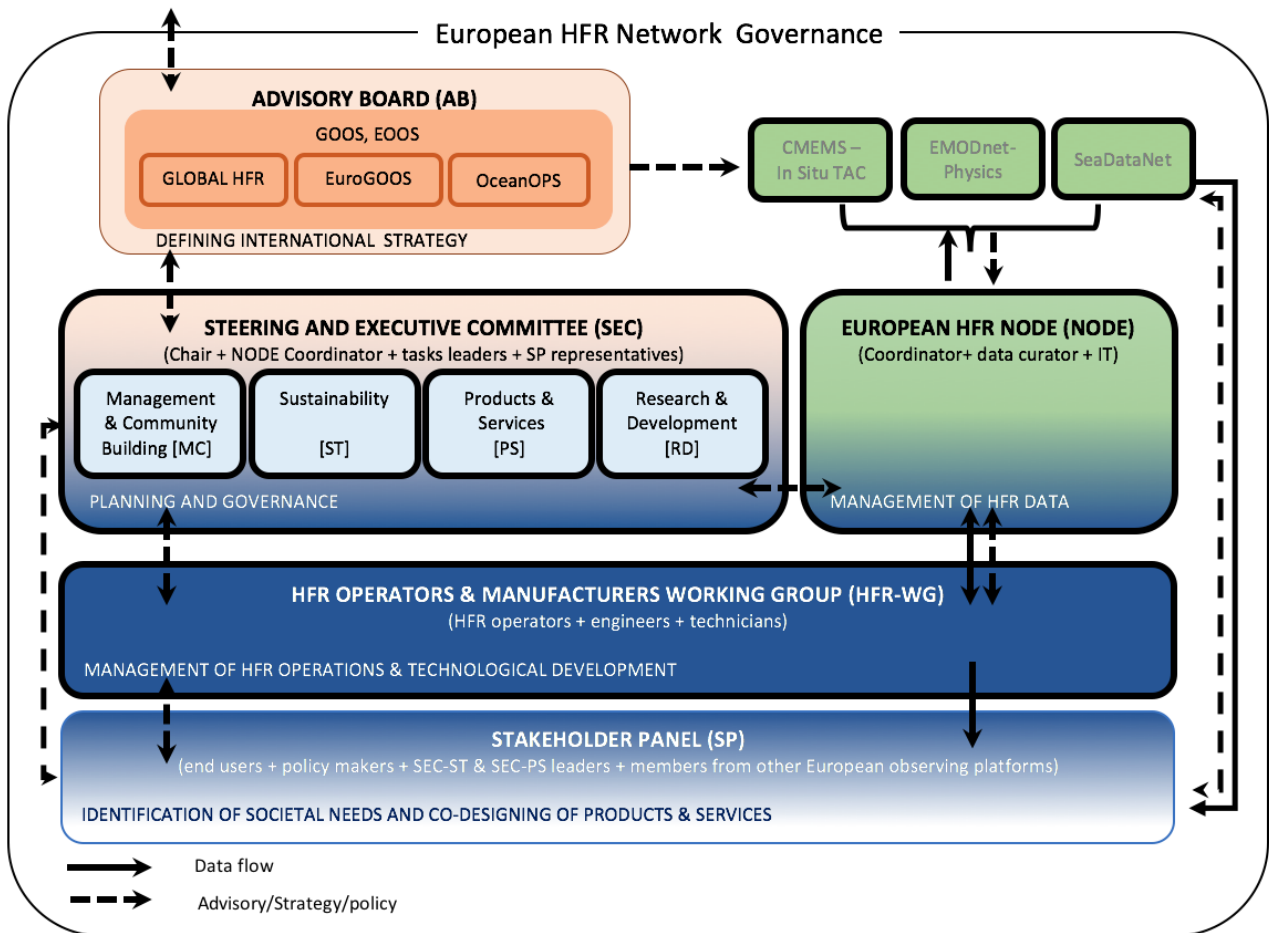 European HFR Network  Governance
ADVISORY BOARD (AB)
GOOS, EOOS
GLOBAL HFR
EuroGOOS
OceanOPS
DEFINING INTERNATIONAL STRATEGY
CMEMS –
In Situ TAC
EMODnet-
Physics
SeaDataNet
STEERING AND EXECUTIVE COMMITTEE (SEC)
(Chair + NODE Coordinator + tasks leaders + SP representatives)
Management
& Community
Building [MC]
Sustainability
[ST]
Products &
Services
[PS]
Research &
Development
[RD]
PLANNING AND GOVERNANCE
EUROPEAN HFR NODE (NODE)
(Coordinator+ data curator + IT)
MANAGEMENT OF HFR DATA
HFR OPERATORS & MANUFACTURERS WORKING GROUP (HFR-WG)
(HFR operators + engineers + technicians)
MANAGEMENT OF HFR OPERATIONS & TECHNOLOGICAL DEVELOPMENT
STAKEHOLDER PANEL (SP)
(end users + policy makers + SEC-ST & SEC-PS leaders + members from other European observing platforms)
IDENTIFICATION OF SOCIETAL NEEDS AND CO-DESIGNING OF PRODUCTS & SERVICES
Data flow
Advisory/Strategy/policy